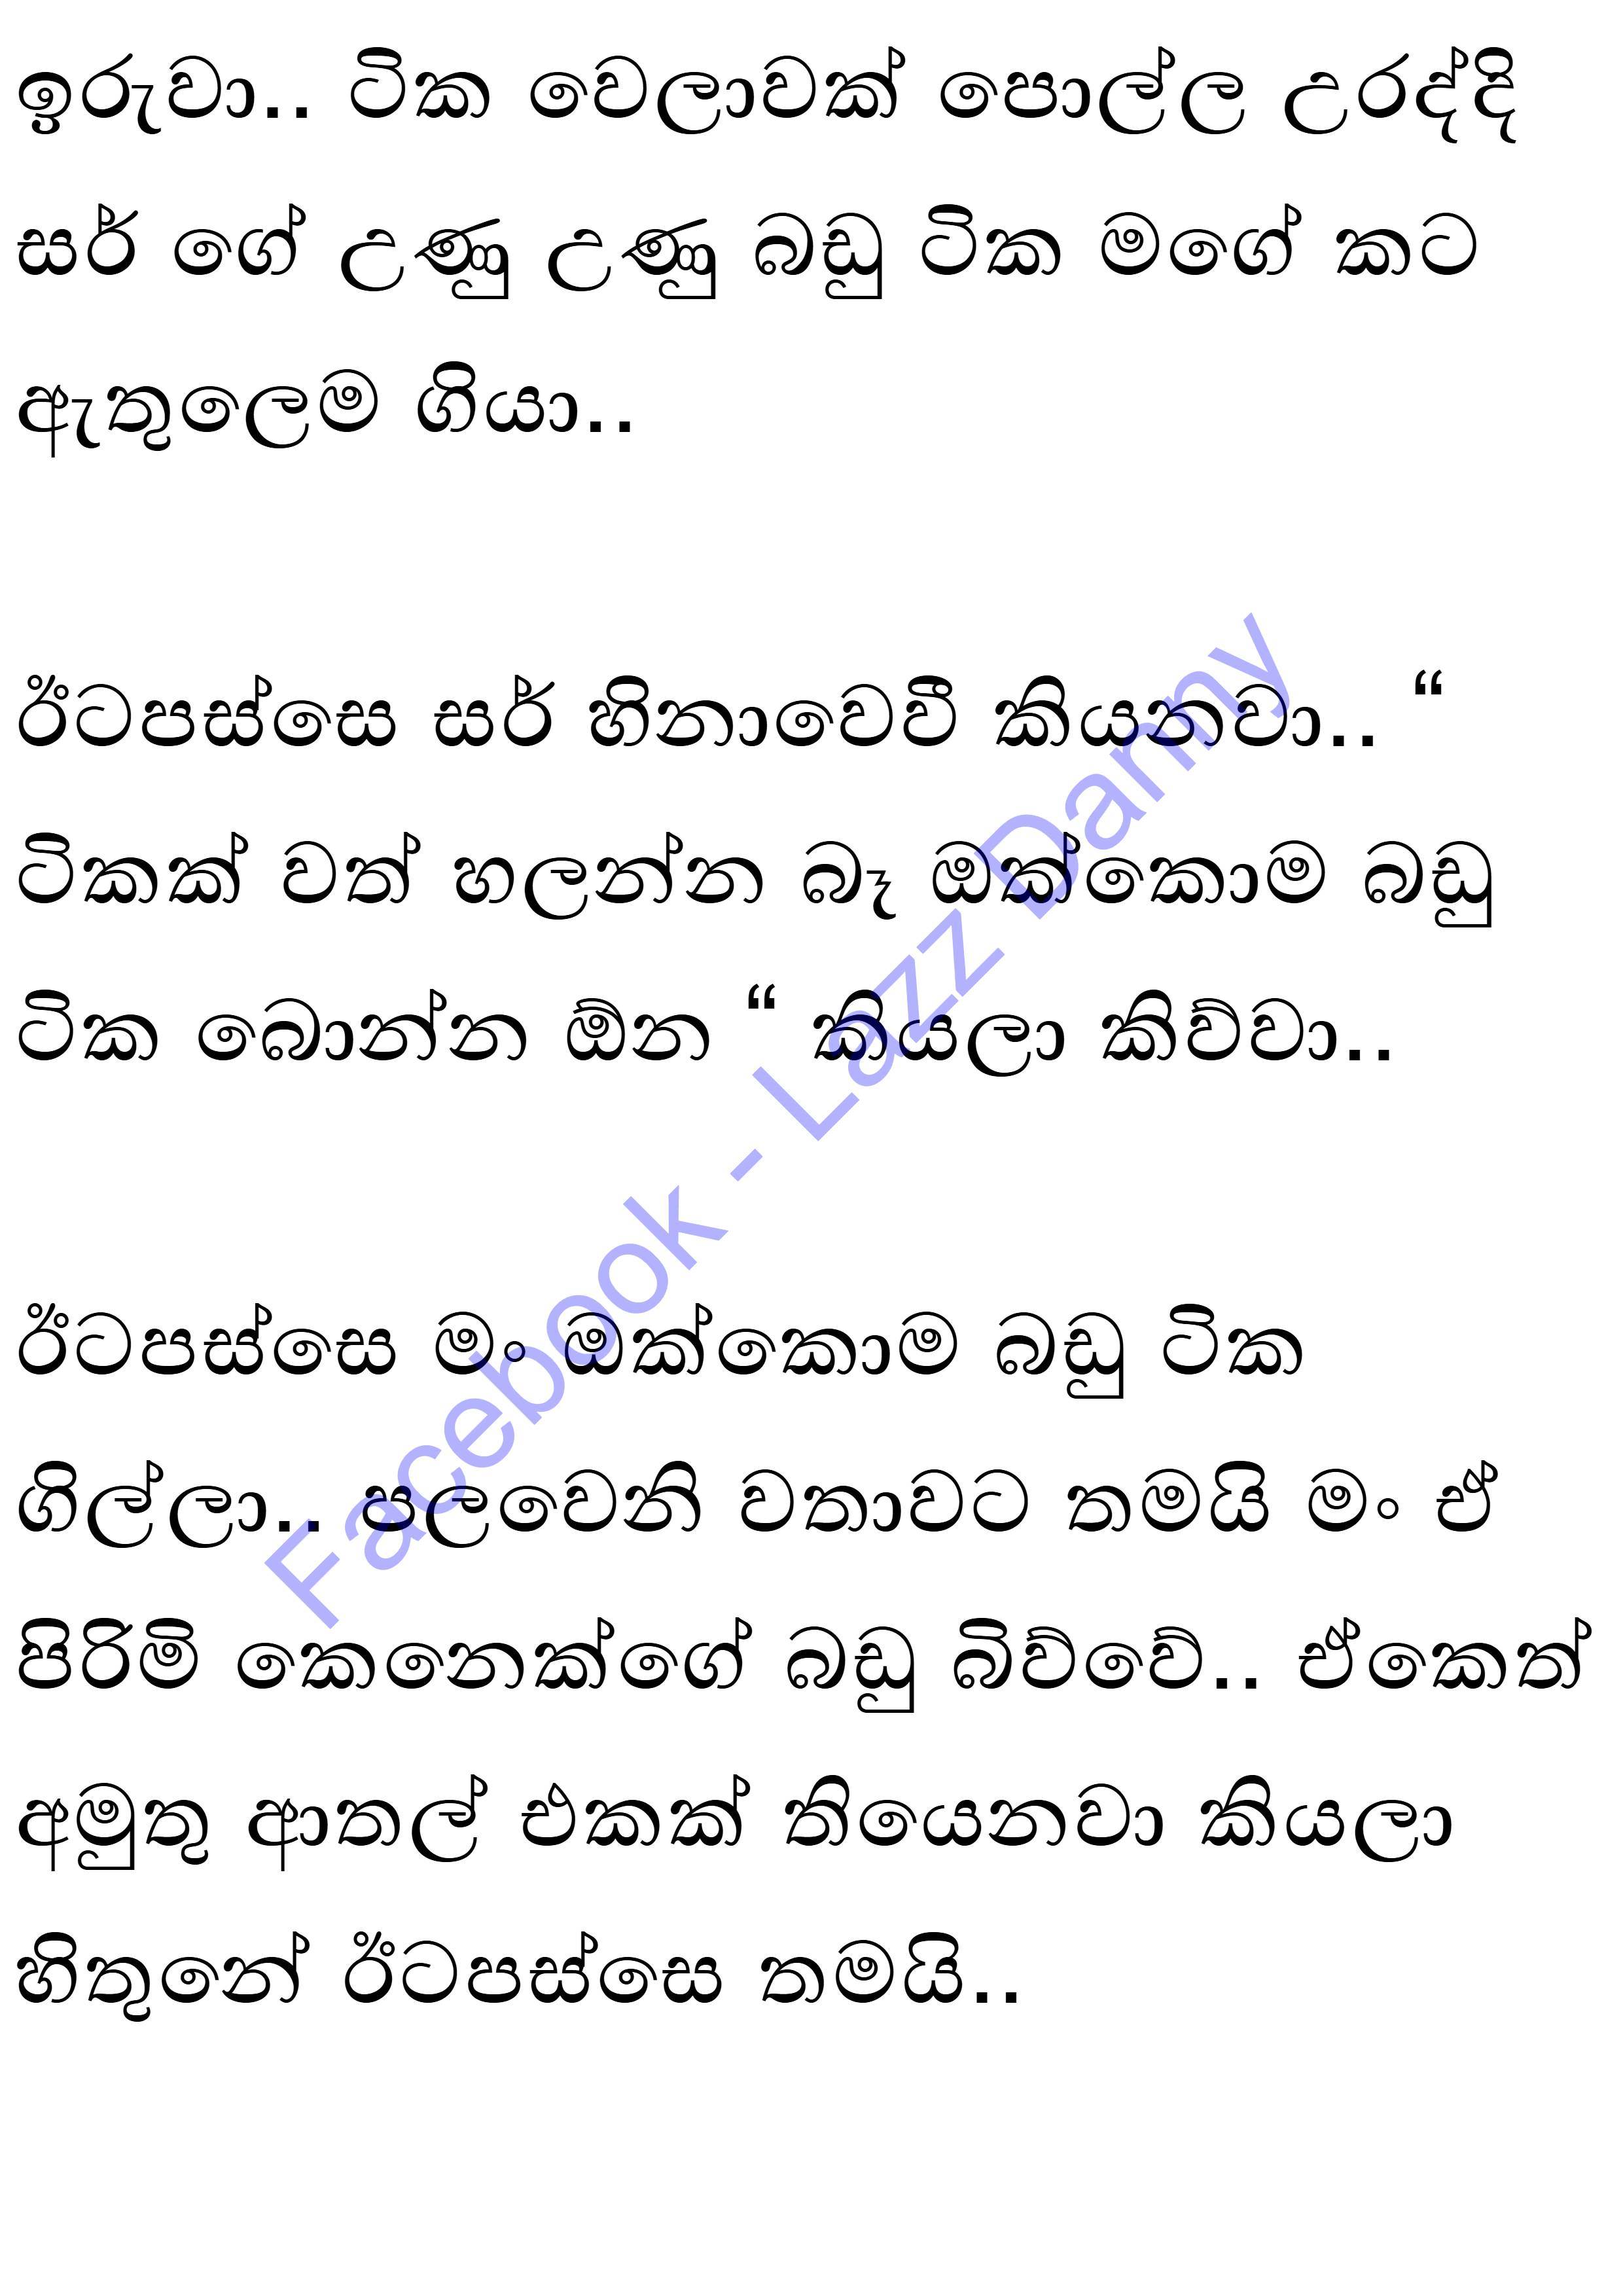 ඉරුවා.. ටික වෙලාවක් පොල්ල උරද්දි
සර් ගේ උණු උණු බඩු ටික මගේ කට
ඇතුලෙම ගියා..
ඊටපස්සෙ සර් හිනාවෙවී කියනවා.. “
ටිකක් වත් හලන්න බෑ ඔක්කොම බඩු
ටික බොන්න ඕන “ කියලා කිව්වා..
ඊටපස්සෙ මං ඔක්කොම බඩු ටික
ගිල්ලා.. පලවෙනි වතාවට තමයි මං ඒ
පිරිමි කෙනෙක්ගේ බඩු බිව්වේ.. ඒකෙත්
අමුතු ආතල් එකක් තියෙනවා කියලා
හිතුනේ ඊටපස්සෙ තමයි..
Facebook - Lazz Danny